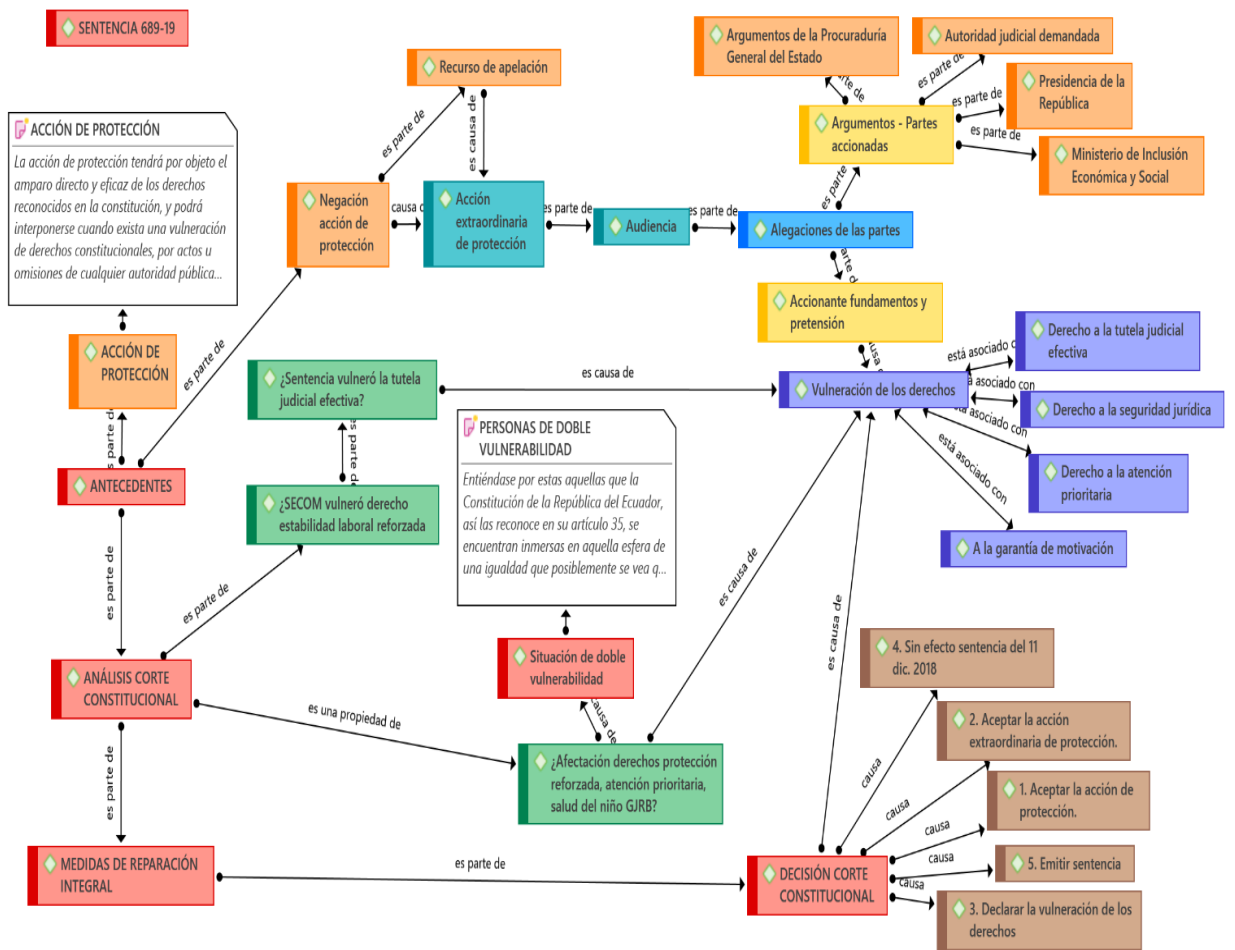 SENTENCIA 689-19
Argumentos de la Procuraduría
General del Estado
Autoridad judicial demandada
Recurso de apelación
es parte de
Presidencia de la
República
es parte de
es parte de
Ministerio de Inclusión
Económica y Social
Argumentos - Partes
accionadas
ACCIÓN DE PROTECCIÓN
La acción de protección tendrá por objeto el
amparo directo y eficaz de los derechos
reconocidos en la constitución, y podrá
interponerse cuando exista una vulneración
de derechos constitucionales, por actos u
omisiones de cualquier autoridad pública...
es parte de
es causa de
es parte
Negación
acción de
protección
causa d
Acción
extraordinaria
de protección
es parte de
Audiencia
es parte de
Alegaciones de las partes
arte d
Accionante fundamentos y
pretensión
ausa d
ACCIÓN DE
PROTECCIÓN
es parte de
es parte de
ANTECEDENTES
¿Sentencia vulneró la tutela
judicial efectiva?
es causa de
Vulneración de los derechos
está asociado c
Derecho a la tutela judicial
efectiva
á asociado con
Derecho a la seguridad jurídica
tá asociado con
Derecho a la atención
prioritaria
está asociado con
A la garantía de motivación
es parte de
¿SECOM vulneró derecho
estabilidad laboral reforzada
PERSONAS DE DOBLE
VULNERABILIDAD
Entiéndase por estas aquellas que la
Constitución de la República del Ecuador,
así las reconoce en su artículo 35, se
encuentran inmersas en aquella esfera de
una igualdad que posiblemente se vea q...
es parte de
es parte de
es causa de
es causa de
ANÁLISIS CORTE
CONSTITUCIONAL
Situación de doble
vulnerabilidad
causa de
es una propiedad de
¿Afectación derechos protección
reforzada, atención prioritaria,
salud del niño GJRB?
4. Sin efecto sentencia del 11
dic. 2018
2. Aceptar la acción
extraordinaria de protección.
1. Aceptar la acción de
protección.
5. Emitir sentencia
3. Declarar la vulneración de los
derechos
causa
causa
causa
causa
causa
es parte de
MEDIDAS DE REPARACIÓN
INTEGRAL
es parte de
DECISIÓN CORTE
CONSTITUCIONAL